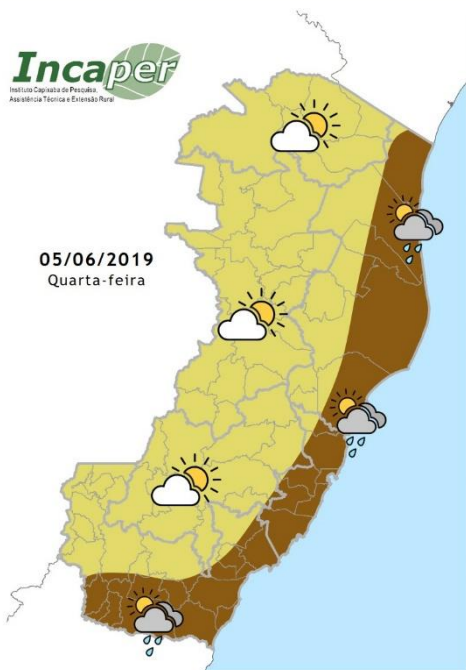 Incaper
Instituto Capixaba de Pesquisa,
Assistência Técnica e Extensão Rural
05/06/2019
Quarta-feira